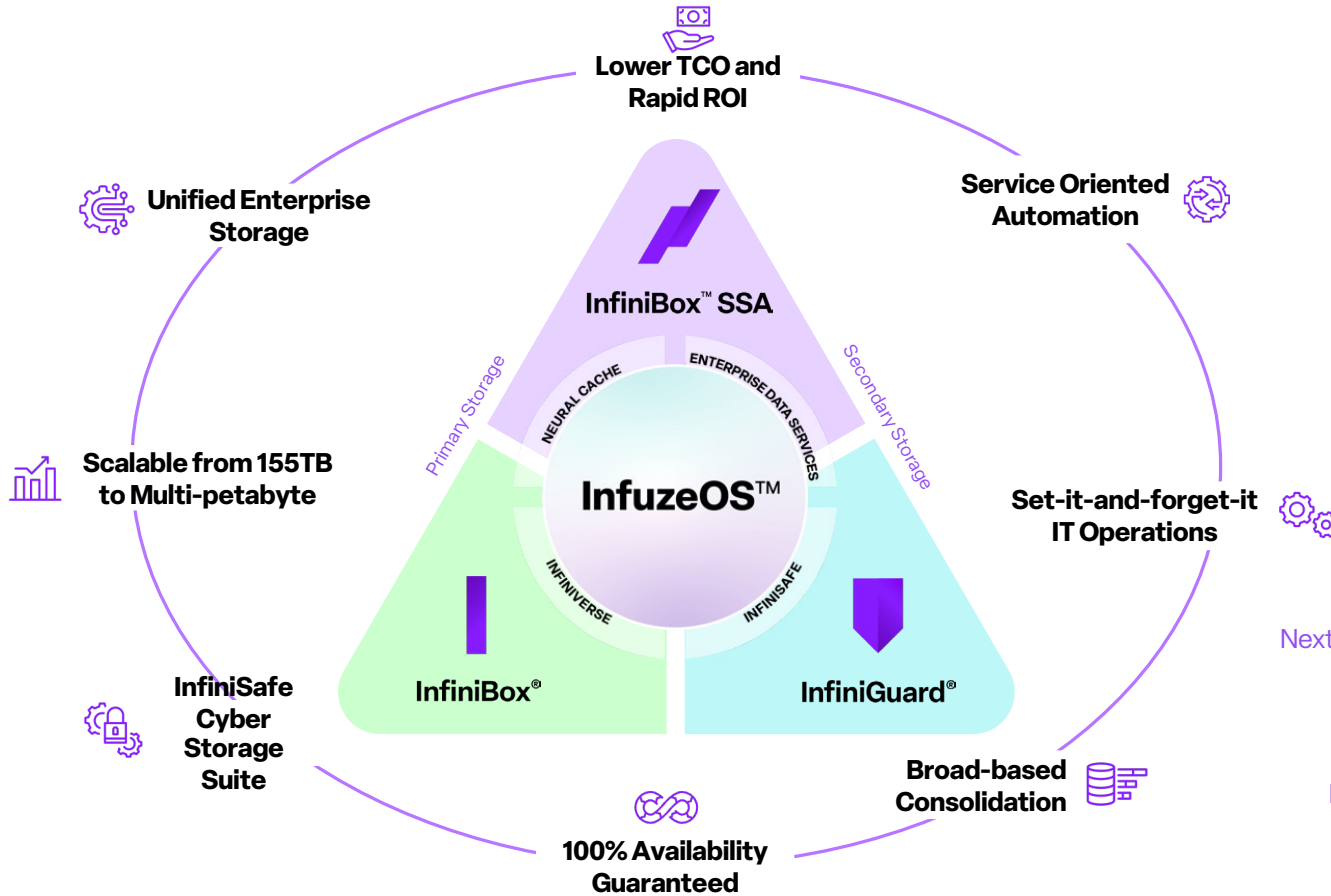 Lower TCO and
Rapid ROI
Unified Enterprise
Storage
Service Oriented
Automation
InfiniBox™ SSA
Primary Storage
Secondary Storage
NEURAL CACHE
ENTERPRISE DATA SERVICES
Scalable from 155TB
to Multi-petabyte
InfuzeOS™
Set-it-and-forget-it
IT Operations
INFINIVERSE
INFINISAFE
Next
InfiniBox®
InfiniGuard®
InfiniSafe
Cyber
Storage
Suite
Broad-based
Consolidation
100% Availability
Guaranteed